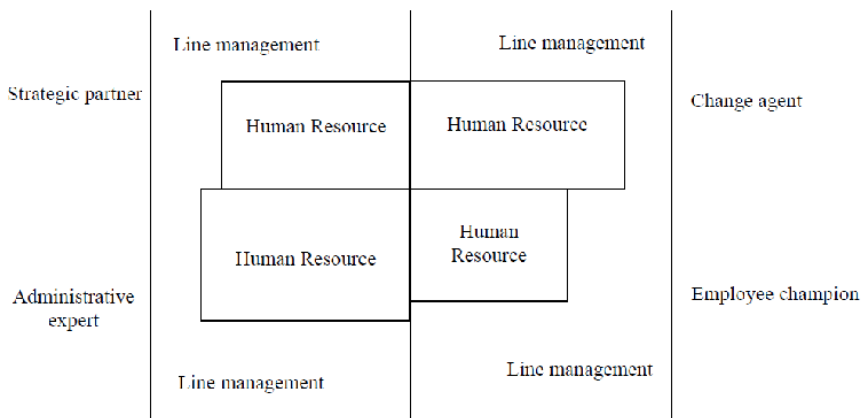 Line management
Line management
Strategic partner
Change agent
Human Resource
Human Resource
Human
Resource
Human Resource
Administrative
expert
Employee champion
Line management
Line management